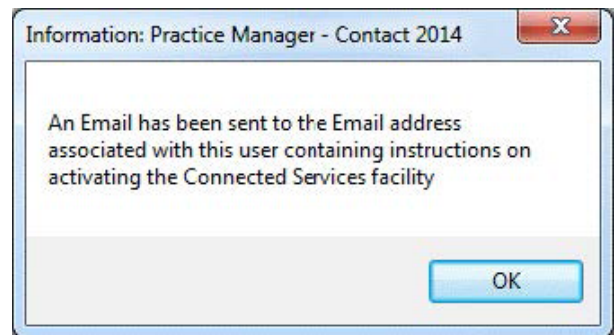 Information: Practice Manager - Contact 2014
An Email has been sent to the Email address
associated with this user containing instructions on
activating the Connected Services facility
OK